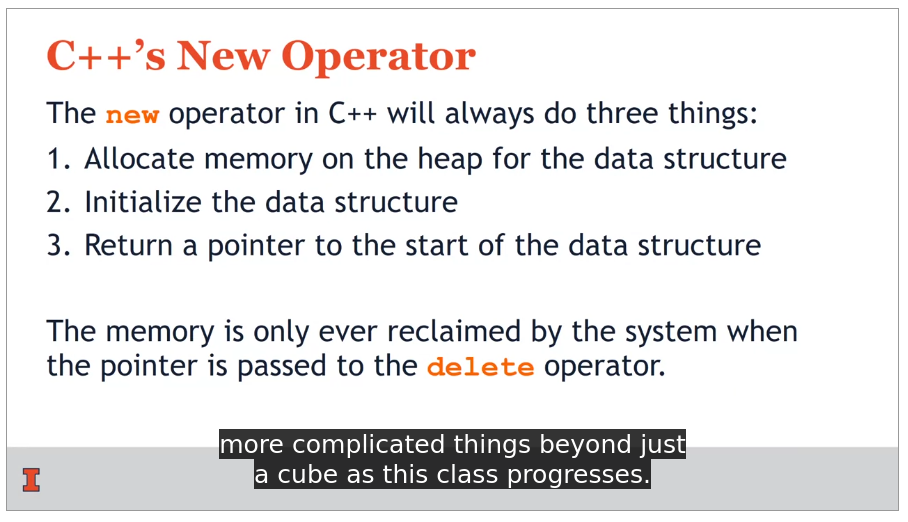 C++’s New Operator
The new operator in C++ will always do three things:
1. Allocate memory on the heap for the data structure
2. Initialize the data structure
3. Return a pointer to the start of the data structure
The memory is only ever reclaimed by the system when
the pointer is passed to the delete operator.
more complicated things beyond just
a cube as this class progresses.
I